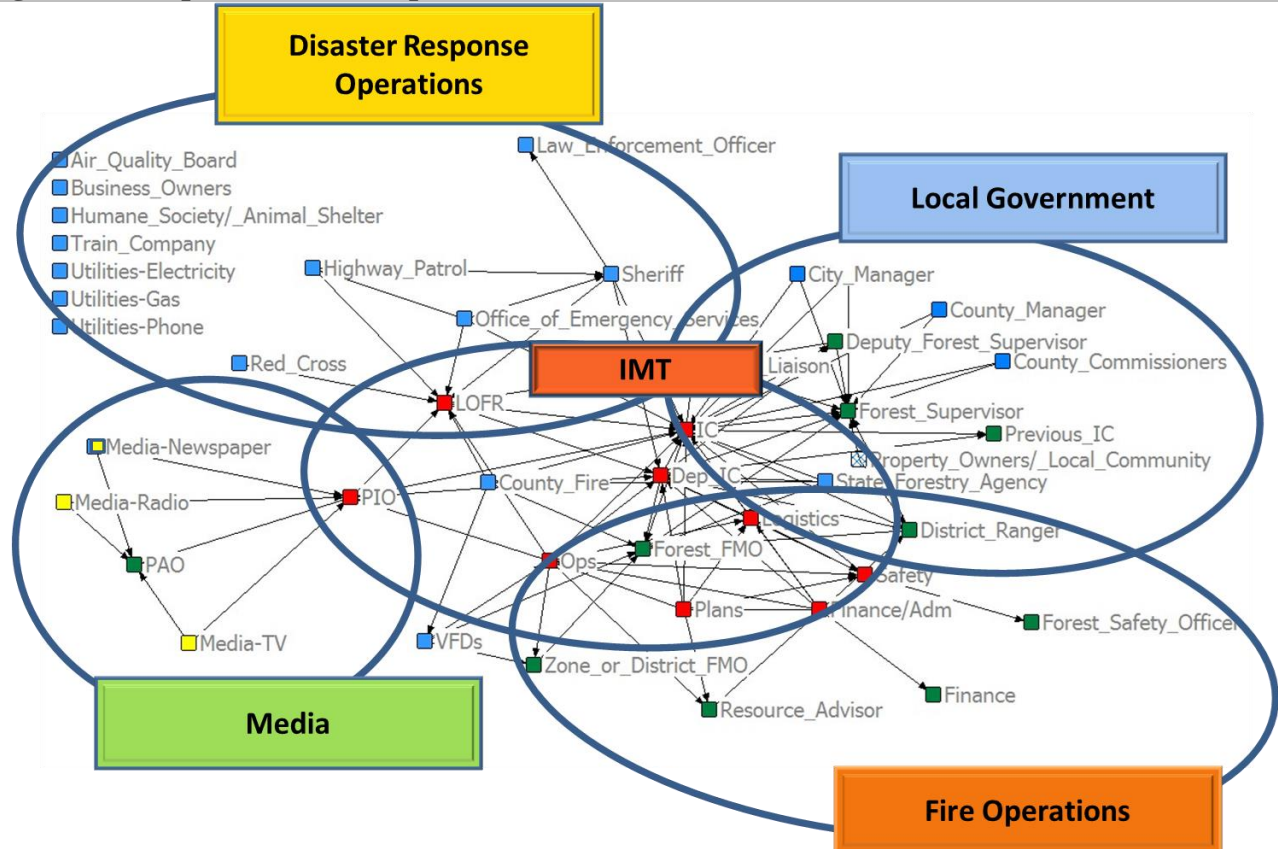 Disaster Response
Operations
Law_Enforcement_Officer
Air_Quality_Board
Business_Owners
Local Government
Humane_Society/_Animal_Shelter
Train_Company
Highway_Patrol
Sheriff
City_Manager
Utilities-Electricity
Utilities-Gas
County_Manager
Office_of_Emergency_Services
Utilities-Phone
Deputy_Forest_Supervisor
Red_Cross
IMT
_Liaison
County_Commissioners
LOFR
Forest_Supervisor
IC
Previous_IC
Media-Newspaper
Property_Owners/_Local_Community
Dep_IC
County_Fire
State_Forestry_Agency
PIO
Media-Radio
Logistics
District_Ranger
Forest_FMO
PAO
Ops
Safety
Plans
Finance/Adm
Forest_Safety_Officer
Media-TV
VFDs
Zone_or_District_FMO
Finance
Resource_Advisor
Media
Fire Operations